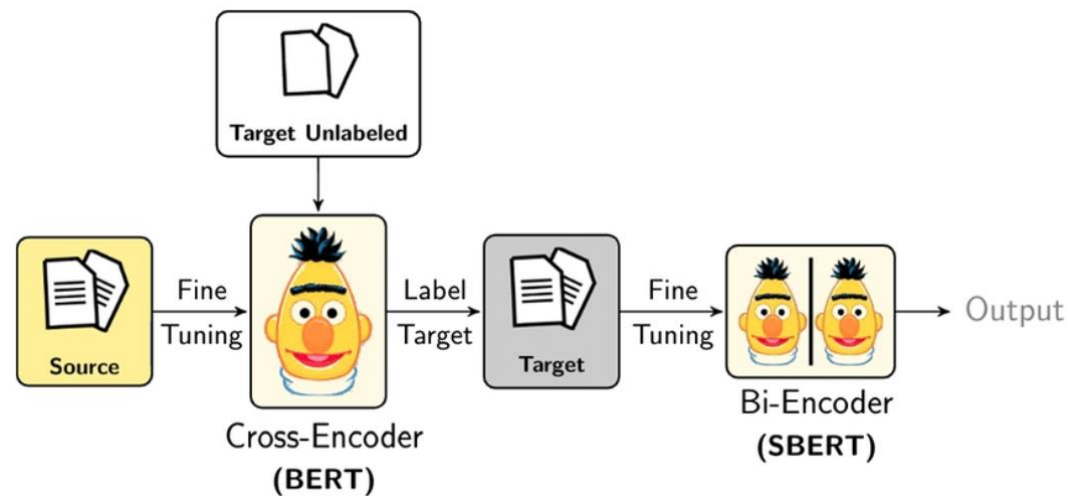 Target Unlabeled
Source
Fine
Tuning
Cross-Encoder
(BERT)
Label
Target
Target
Fine
Tuning
Bi-Encoder
(SBERT)
Output